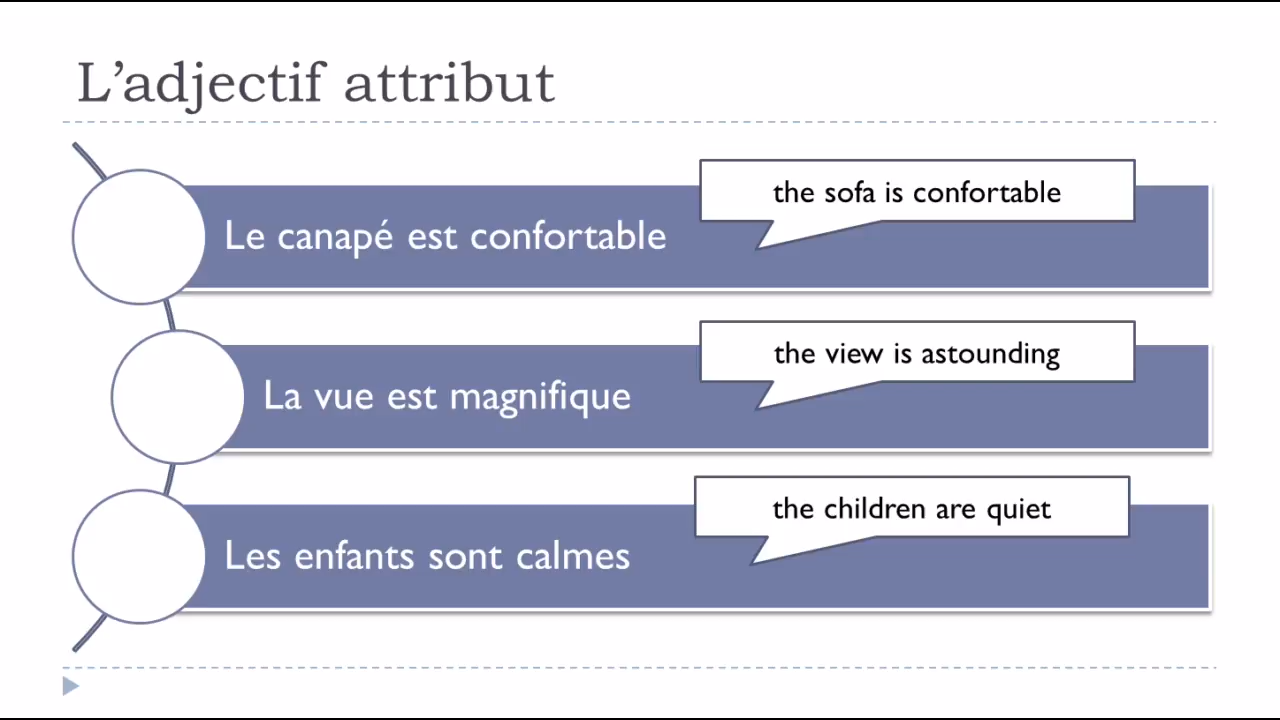 L’adjectif attribut
the sofa is confortable
Le canapé est confortable
the view is astounding
La vue est magnifique
the children are quiet
Les enfants sont calmes